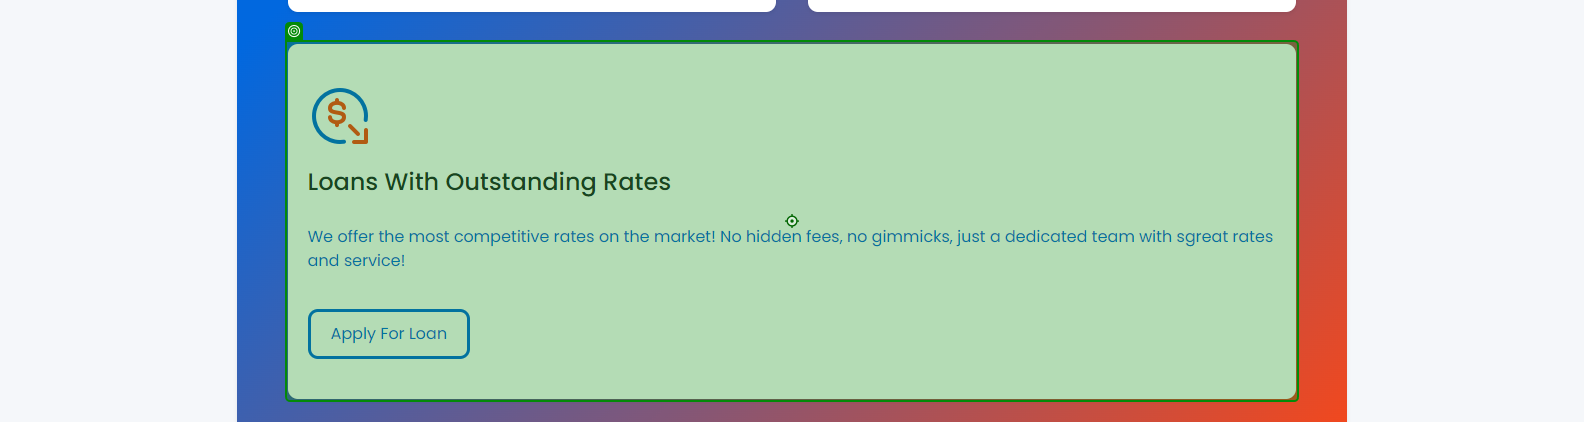 Loans With Outstanding Rates
We offer the most competitive rates on the market! No hidden fees, no gimmicks, just a dedicated team with sgreat rates
and service!
Apply For Loan